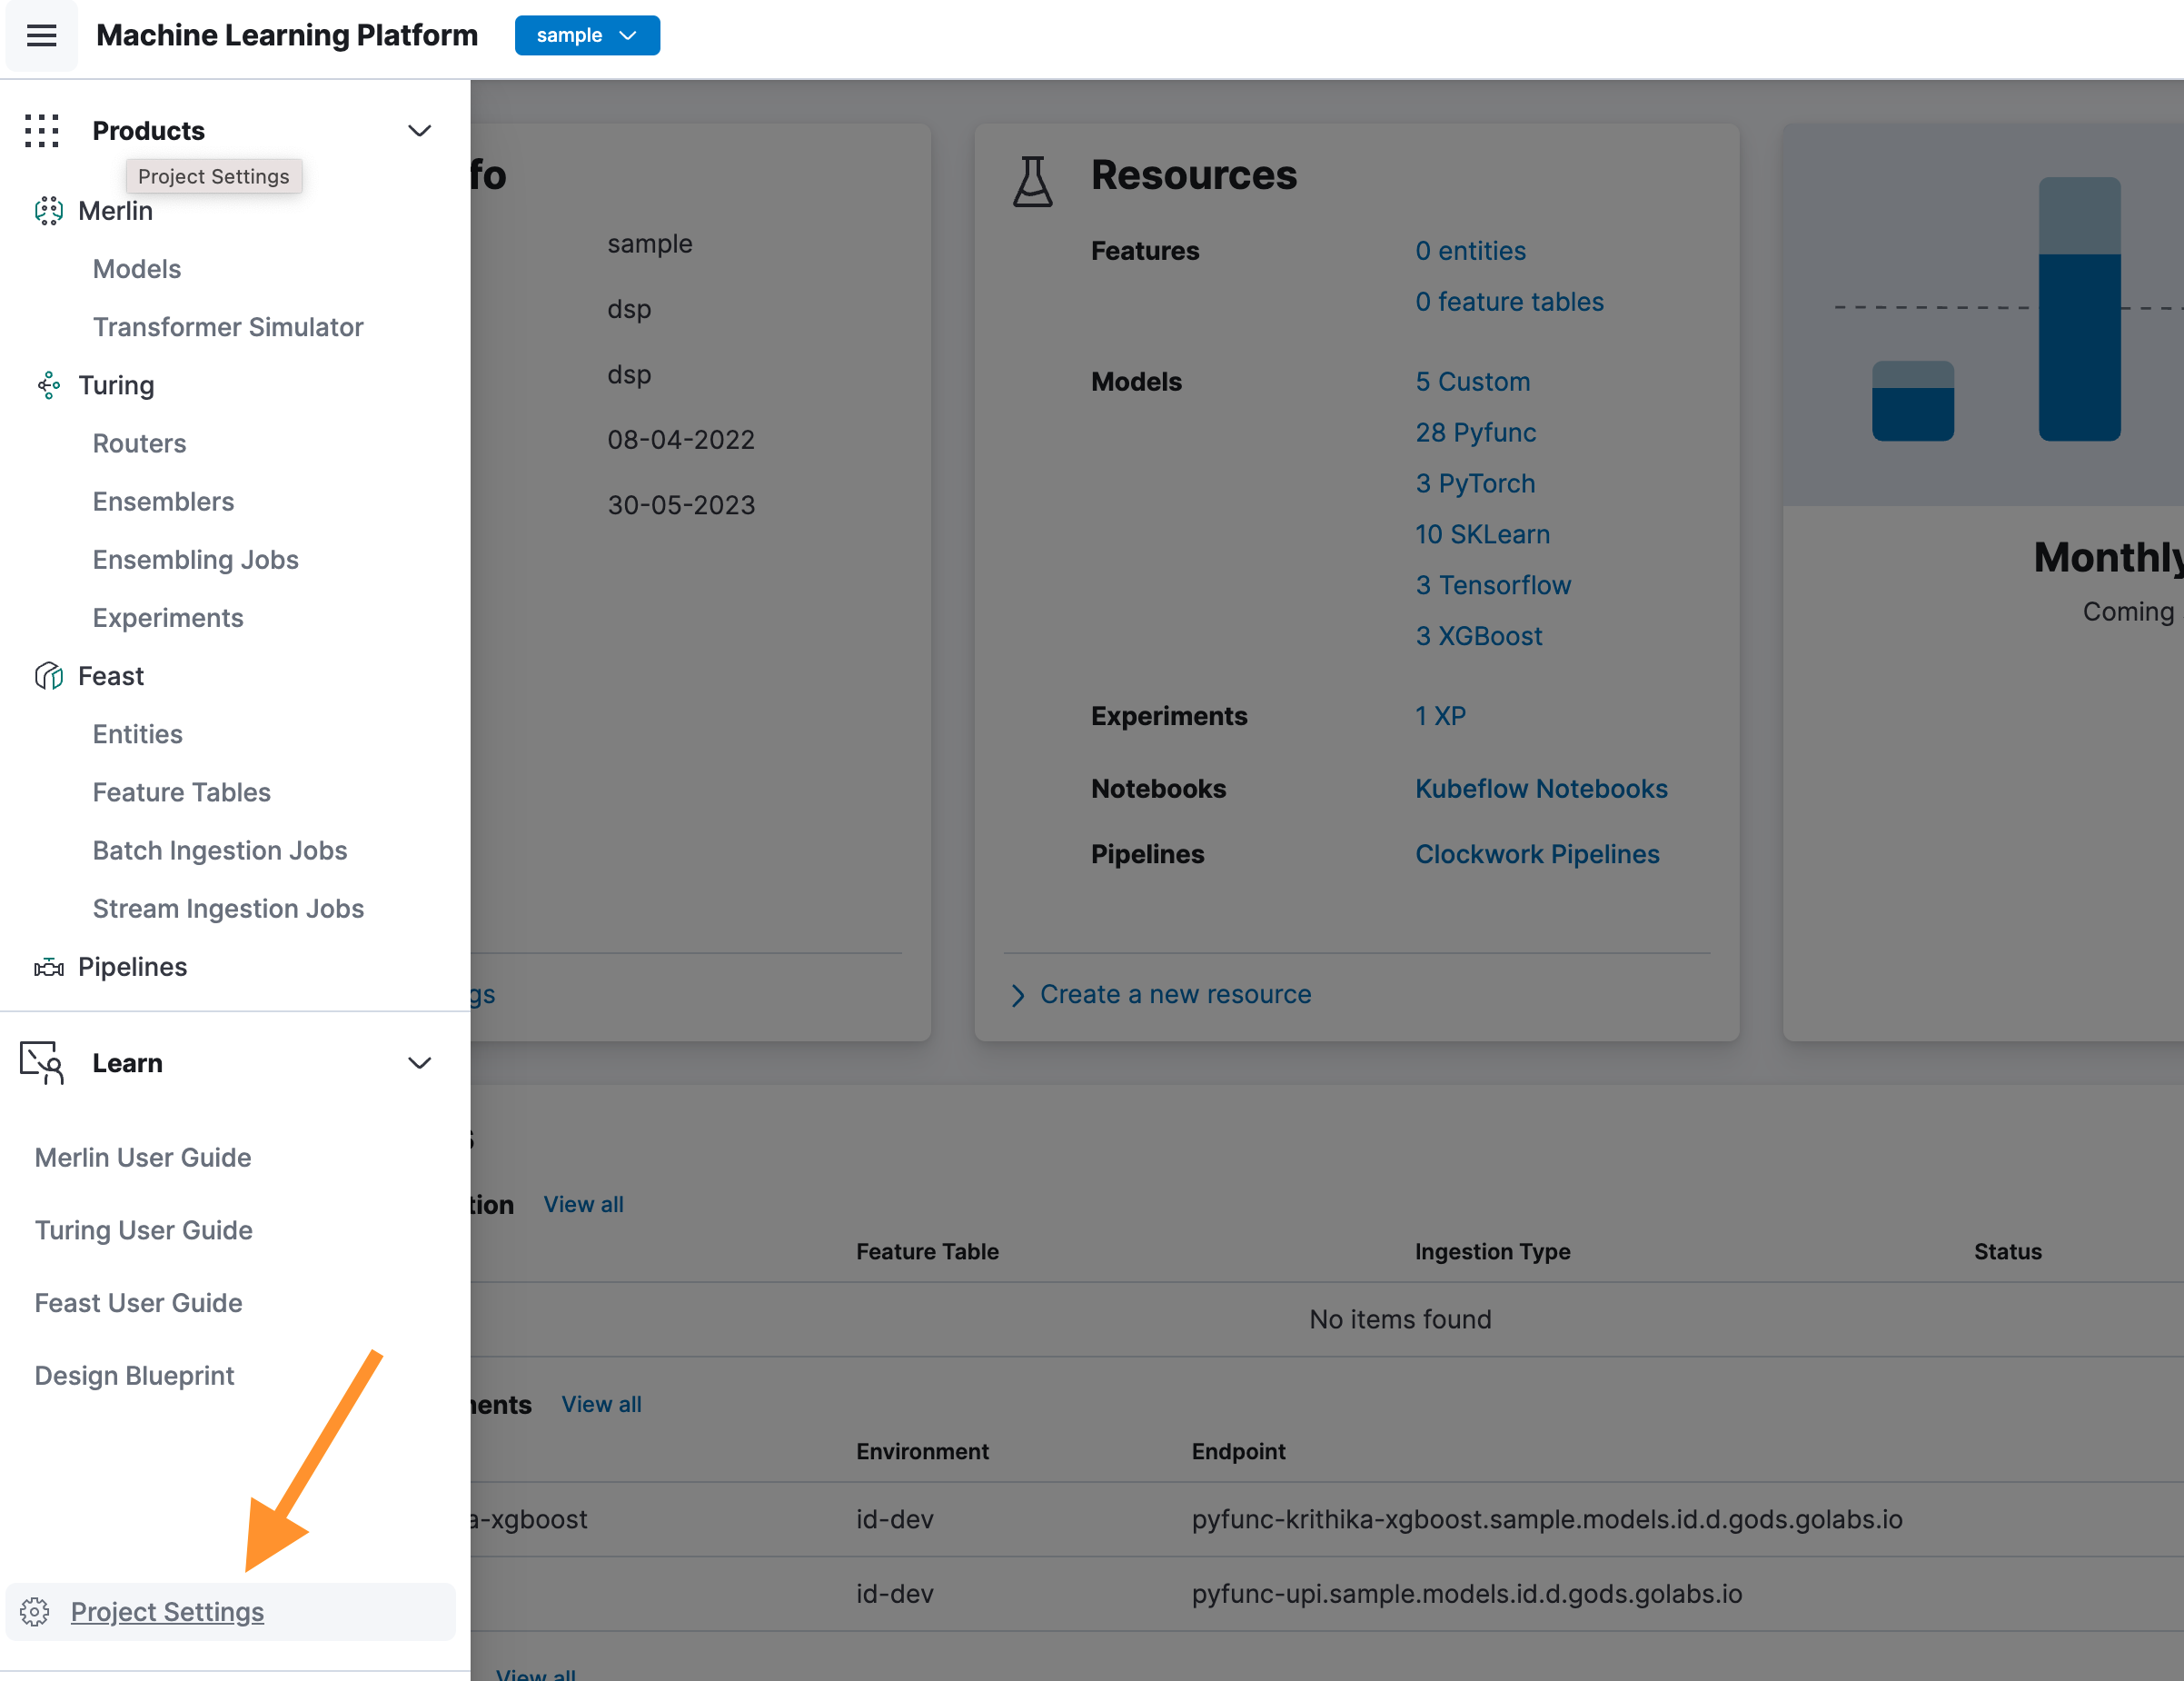 Machine Learning Platform
sample
Products
Project Settings
Merlin
Models
Transformer Simulator
Turing
Routers
Ensemblers
Ensembling Jobs
Experiments
Feast
Entities
Feature Tables
Batch Ingestion Jobs
Stream Ingestion Jobs
Pipelines
Learn
Merlin User Guide
Turing User Guide
Feast User Guide
Design Blueprint
Project Settings
fo
sample
dsp
dsp
08-04-2022
30-05-2023
gs
Resources
Features 0 entities
0 feature tables
Models 5 Custom
28 Pyfunc
3 PyTorch
10 SKLearn
3 Tensorflow
3 XGBoost
Experiments 1 XP
Notebooks Kubeflow Notebooks
Pipelines Clockwork Pipelines
Create a new resource
Monthly
Coming
s
tion View all
Feature Table Ingestion Type Status
No items found
ments View all
Environment Endpoint
a-xgboost id-dev pyfunc-krithika-xgboost.sample.models.id.d.gods.golabs.io
id-dev pyfunc-upi.sample.models.id.d.gods.golabs.io
View all